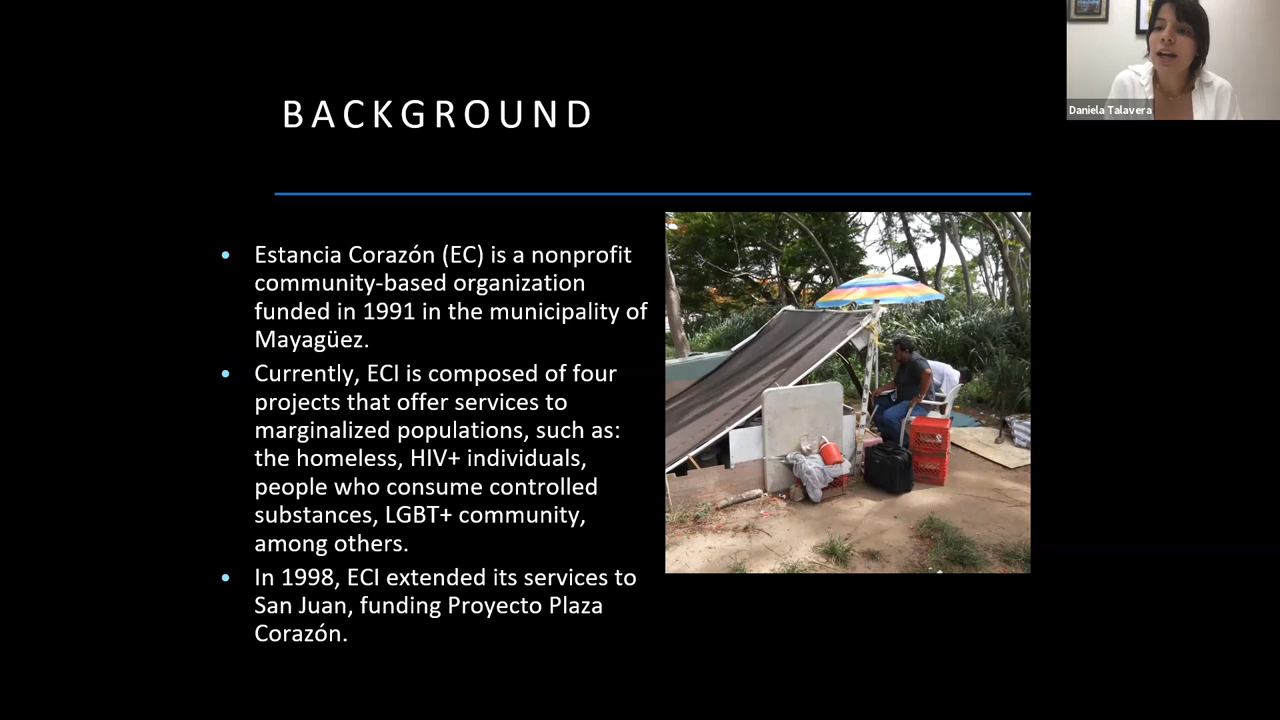 BACKGROUND
Daniela Talavera
• Estancia Corazón (EC) is a nonprofit
community-based organization
funded in 1991 in the municipality of
Mayagüez.
• Currently, ECI is composed of four
projects that offer services to
marginalized populations, such as:
the homeless, HIV+ individuals,
people who consume controlled
substances, LGBT+ community,
among others.
• In 1998, ECI extended its services to
San Juan, funding Proyecto Plaza
Corazón.